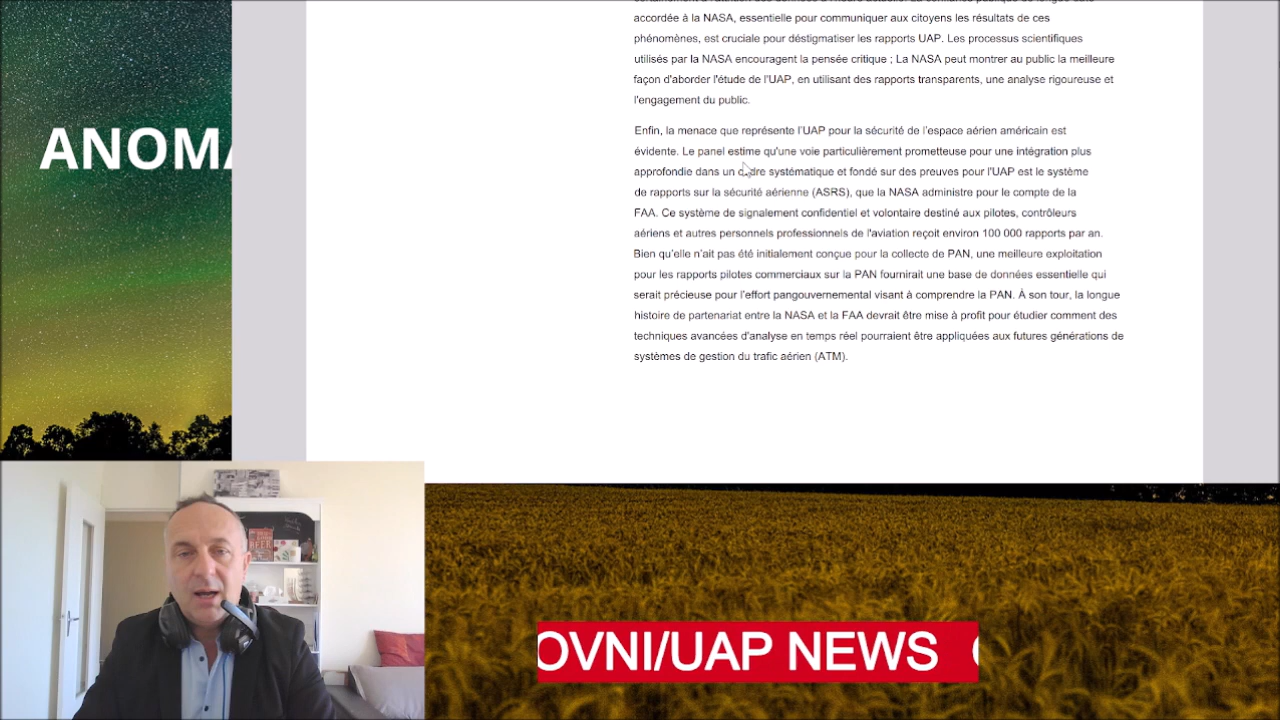 accordée à la NASA, essentielle pour communiquer aux citoyens les résultats de ces
phénomènes, est cruciale pour déstigmatiser les rapports UAP. Les processus scientifiques
utilisés par la NASA encouragent la pensée critique ; La NASA peut montrer au public la meilleure
façon d'aborder l'étude de l'UAP, en utilisant des rapports transparents, une analyse rigoureuse et
l'engagement du public.
ANOMA
Enfin, la menace que représente l'UAP pour la sécurité de l'espace aérien américain est
évidente. Le panel estime qu'une voie particulièrement prometteuse pour une intégration plus
approfondie dans un cadre systématique et fondé sur des preuves pour l'UAP est le système
de rapports sur la sécurité aérienne (ASRS), que la NASA administre pour le compte de la
FAA. Ce système de signalement confidentiel et volontaire destiné aux pilotes, contrôleurs
aériens et autres personnels professionnels de l'aviation reçoit environ 100 000 rapports par an.
Bien qu'elle n'ait pas été initialement conçue pour la collecte de PAN, une meilleure exploitation
pour les rapports pilotes commerciaux sur la PAN fournirait une base de données essentielle qui
serait précieuse pour l'effort pangouvernemental visant à comprendre la PAN. À son tour, la longue
histoire de partenariat entre la NASA et la FAA devrait être mise à profit pour étudier comment des
techniques avancées d'analyse en temps réel pourraient être appliquées aux futures générations de
systèmes de gestion du trafic aérien (ATM).
OVNI/UAP NEWS